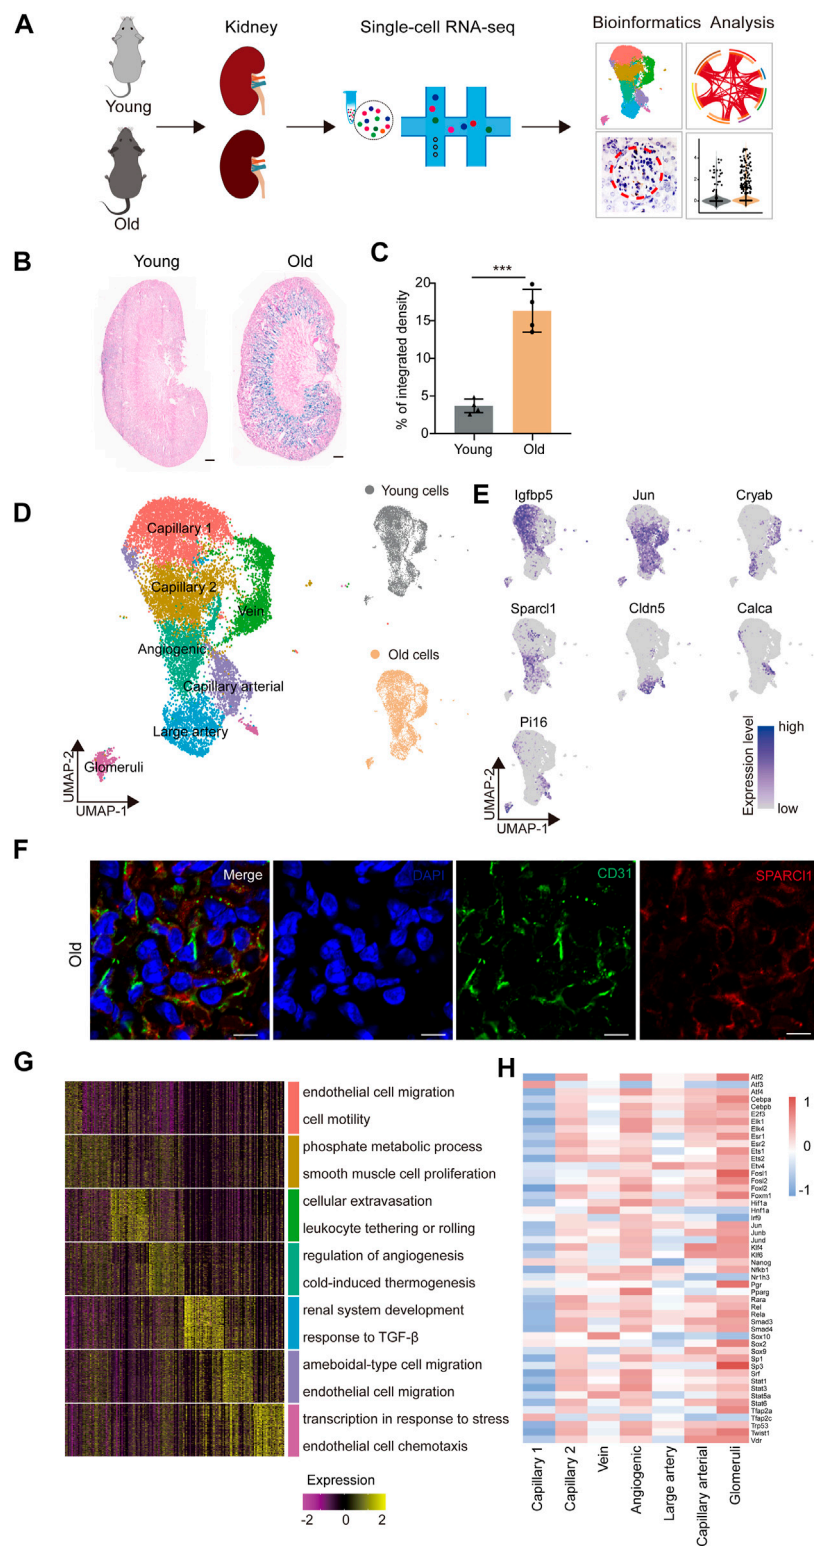 A
Kidney
Single-cell RNA-seq
Bioinformatics Analysis
Young
Old
4
2
0
B
Young
Old
C
% of integrated density
20
15
10
5
0
***
Young
Old
D
Capillary 1
Capillary 2
Vein
Angiogenic
Capillary arterial
Large artery
Glomeruli
UMAP-2
UMAP-1
Young cells
Old cells
E
Igfbp5
Jun
Cryab
Sparcl1
Cldn5
Calca
Pi16
UMAP-2
UMAP-1
Expression level
high
low
F
Old
Merge
DAPI
CD31
SPARCl1
G
endothelial cell migration
cell motility
phosphate metabolic process
smooth muscle cell proliferation
cellular extravasation
leukocyte tethering or rolling
regulation of angiogenesis
cold-induced thermogenesis
renal system development
response to TGF-β
ameboidal-type cell migration
endothelial cell migration
transcription in response to stress
endothelial cell chemotaxis
Expression
-2 0 2
H
Atf2
Atf3
Atf4
Cebpa
Cebpb
E2f3
Elk1
Elk4
Esr1
Esr2
Ets1
Ets2
Etv4
Fosl1
Fosl2
Foxl2
Foxm1
Hif1a
Hnf1a
Irf9
Jun
Junb
Jund
Klf4
Klf6
Nanog
Nfkb1
Nr1h3
Pgr
Pparg
Rara
Rel
Rela
Smad3
Smad4
Sox10
Sox2
Sox9
Sp1
Sp3
Srf
Stat1
Stat3
Stat5a
Stat6
Tfap2a
Tfap2c
Trp53
Twist1
Vdr
1
0
-1
Capillary 1
Capillary 2
Vein
Angiogenic
Large artery
Capillary arterial
Glomeruli